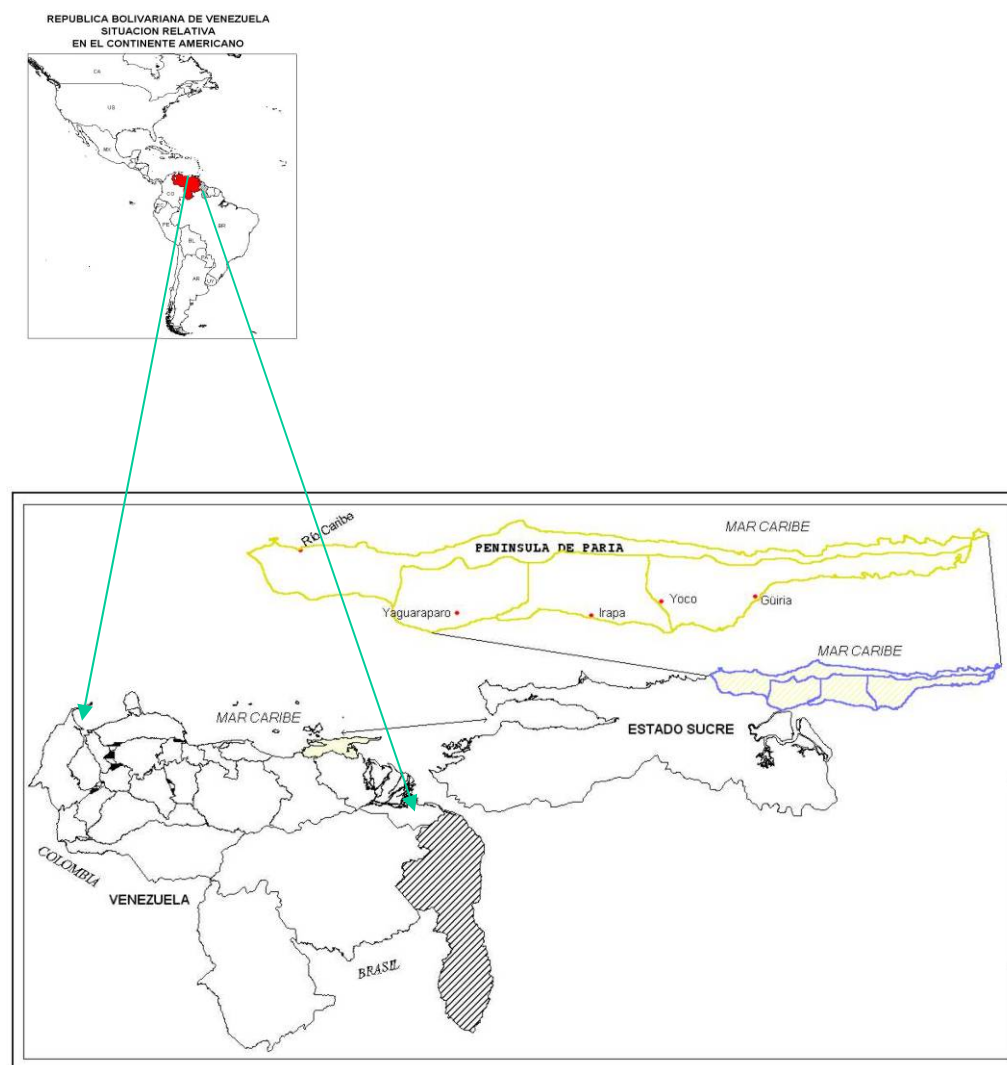 REPUBLICA BOLIVARIANA DE VENEZUELA
SITUACION RELATIVA
EN EL CONTINENTE AMERICANO
CA
US
MX
CO
PE
BR
BL
AR
UY
Río Caribe
MAR CARIBE
PENINSULA DE PARIA
Yaguaraparo
Irapa
Yoco
Güiria
MAR CARIBE
MAR CARIBE
ESTADO SUCRE
COLOMBIA
VENEZUELA
BRASIL